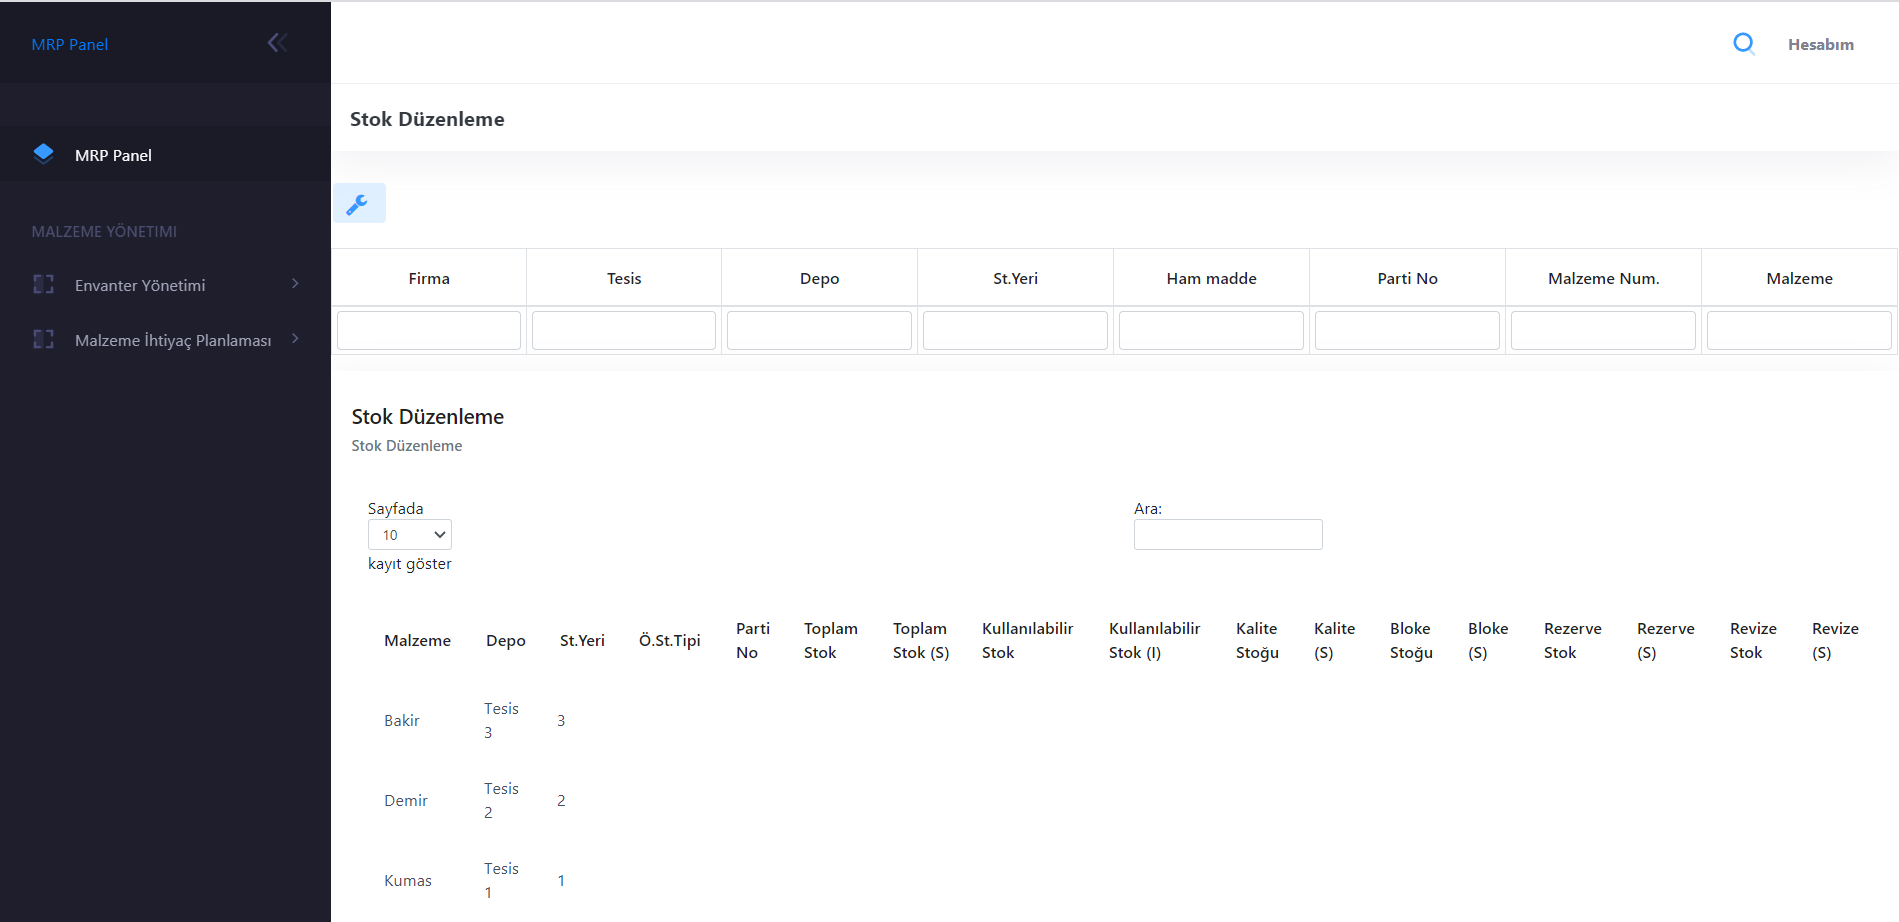 MRP Panel
Hesabım
Stok Düzenleme
MRP Panel
MALZEME YÖNETIMI
Envanter Yönetimi
Malzeme İhtiyaç Planlaması
Firma Tesis Depo St.Yeri Ham madde Parti No Malzeme Num. Malzeme
Stok Düzenleme
Stok Düzenleme
Sayfada
10
kayıt göster
Ara:
Malzeme Depo St.Yeri Ö.St.Tipi Parti No Toplam Stok Toplam Stok (S) Kullanılabilir Stok Kullanılabilir Stok (I) Kalite Stoğu Kalite (S) Bloke Stoğu Bloke (S) Rezerve Stok Rezerve (S) Revize Stok Revize (S)
Bakir Tesis 3 3
Demir Tesis 2 2
Kumas Tesis 1 1